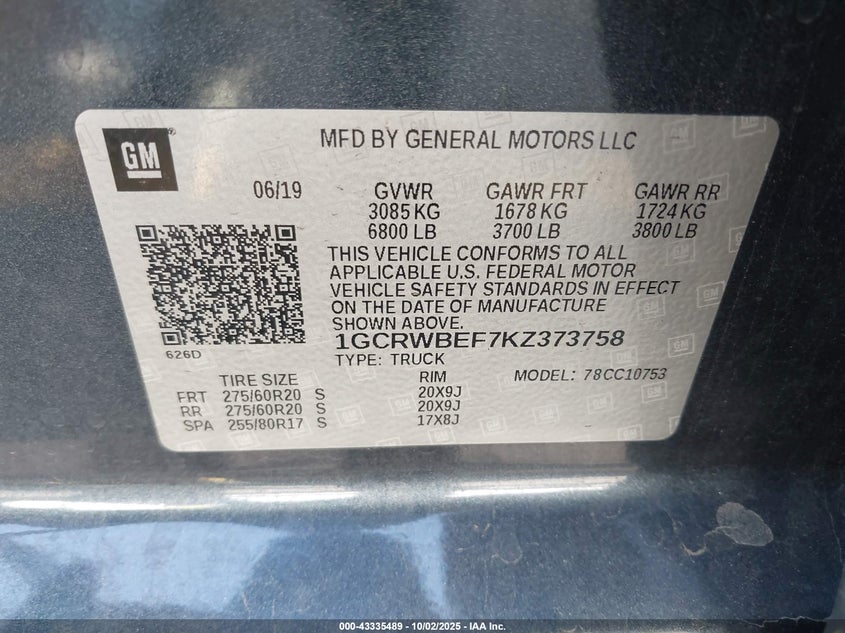 GM
MFD BY GENERAL MOTORS LLC
06/19 GVWR GAWR FRT GAWR RR
3085 KG 1678 KG 1724 KG
6800 LB 3700 LB 3800 LB
THIS VEHICLE CONFORMS TO ALL
APPLICABLE U.S. FEDERAL MOTOR
VEHICLE SAFETY STANDARDS IN EFFECT
ON THE DATE OF MANUFACTURE
SHOWN ABOVE.
1GCRWBEF7KZ373758
626D
TYPE: TRUCK
TIRE SIZE RIM MODEL: 78CC10753
FRT 275/60R20 S 20X9J
RR 275/60R20 S 20X9J
SPA 255/80R17 S 17X8J
000-43335489 - 10/02/2025 - IAA Inc.